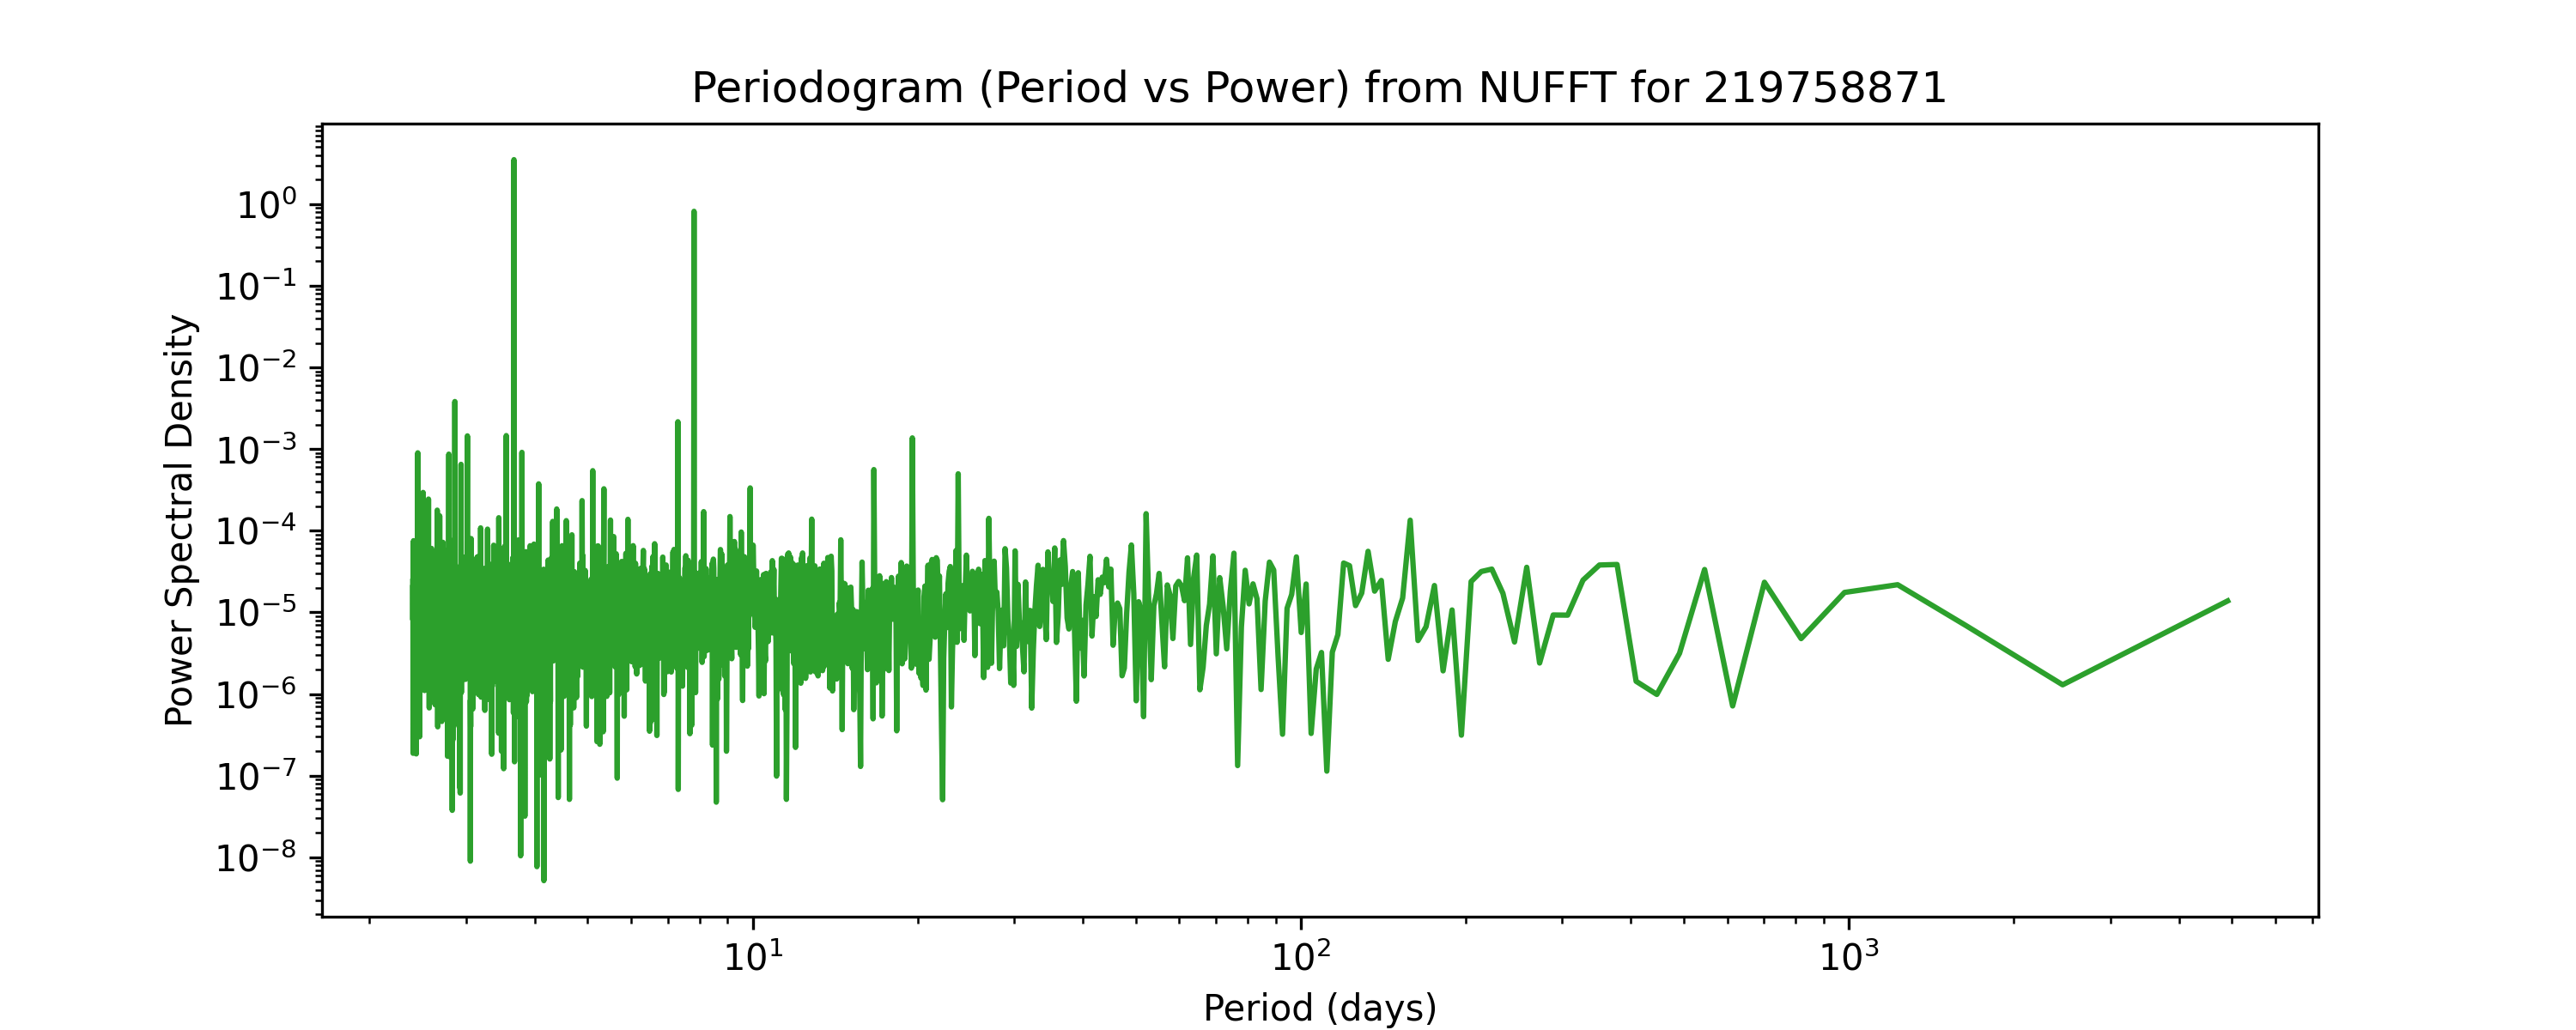 Periodogram (Period vs Power) from NUFFT for 219758871
Power Spectral Density
10⁰
10⁻¹
10⁻²
10⁻³
10⁻⁴
10⁻⁵
10⁻⁶
10⁻⁷
10⁻⁸
10¹ 10² 10³
Period (days)